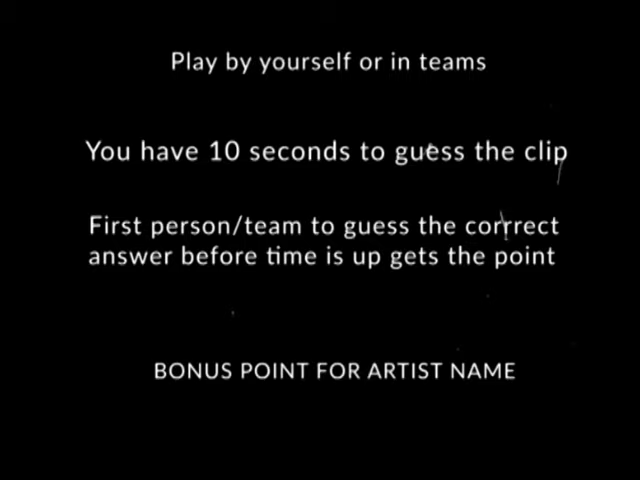 Play by yourself or in teams
You have 10 seconds to guess the clip
First person/team to guess the corrrect
answer before time is up gets the point
BONUS POINT FOR ARTIST NAME